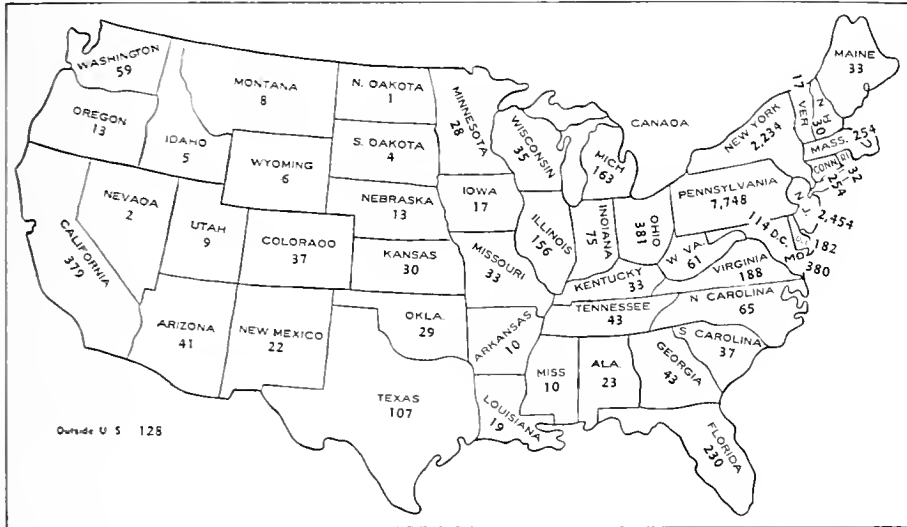 WASHINGTON
59
OREGON
13
IDAHO
5
MONTANA
8
WYOMING
6
N. OAKOTA
1
S. OAKOTA
4
NEBRASKA
13
KANSAS
30
NEVAOA
2
UTAH
9
COLORAOO
37
CALIFORNIA
379
ARIZONA
41
NEW MEXICO
22
OKLA.
29
TEXAS
107
MINNESOTA
28
IOWA
17
MISSOURI
33
ARKANSAS
10
LOUISIANA
19
WISCONSIN
35
ILLINOIS
156
MICH
163
INDIANA
75
OHIO
381
KENTUCKY
33
TENNESSEE
43
MISS
10
ALA.
23
GEORGIA
43
FLORIDA
230
S CAROLINA
37
N CAROLINA
65
VIRGINIA
188
W VA.
61
CANAOA
PENNSYLVANIA
7,748
NEW YORK
2,234
VER
17
N H
30
MAINE
33
MASS. 254
CONN
254
R I
32
N J.
2,454
114 D.C.
182
MO
380
Outside U S 128